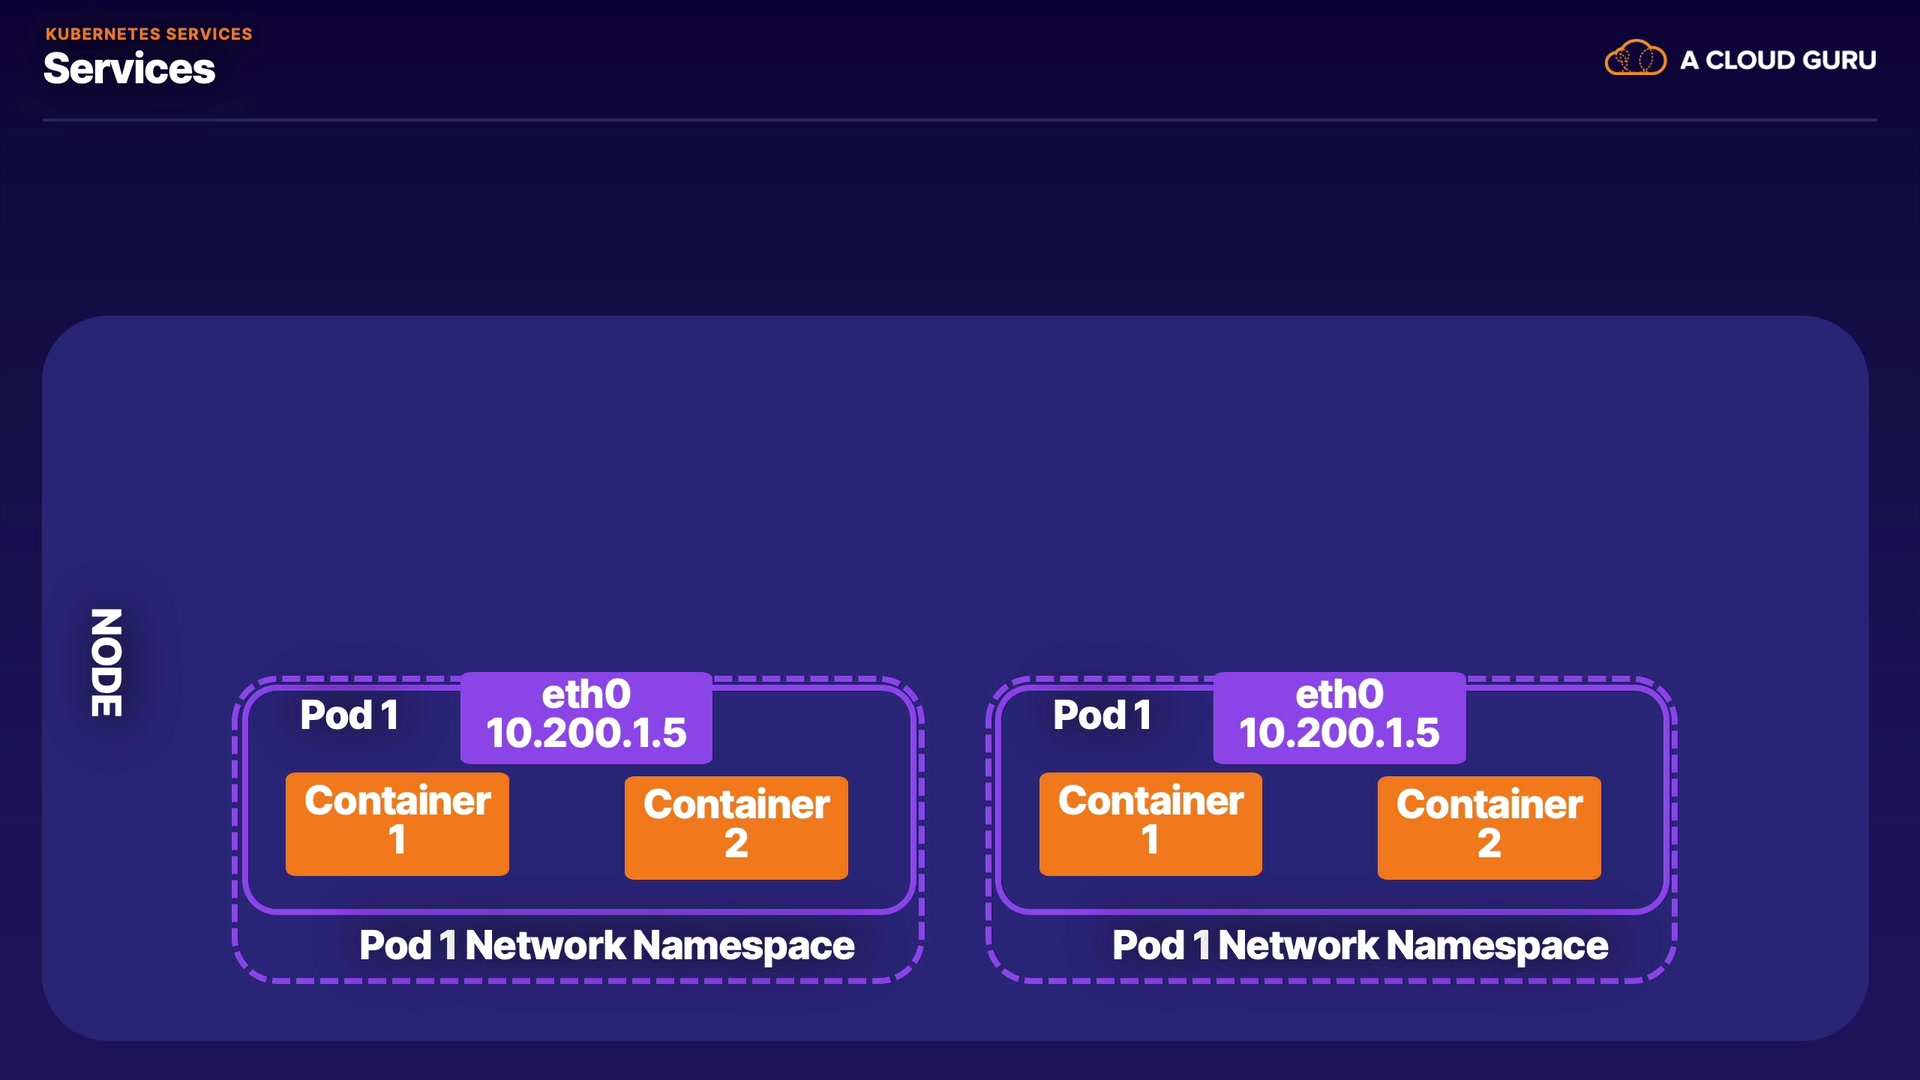 KUBERNETES SERVICES
Services
A CLOUD GURU
NODE
Pod 1
eth0
10.200.1.5
Container
1
Container
2
Pod 1 Network Namespace
Pod 1
eth0
10.200.1.5
Container
1
Container
2
Pod 1 Network Namespace